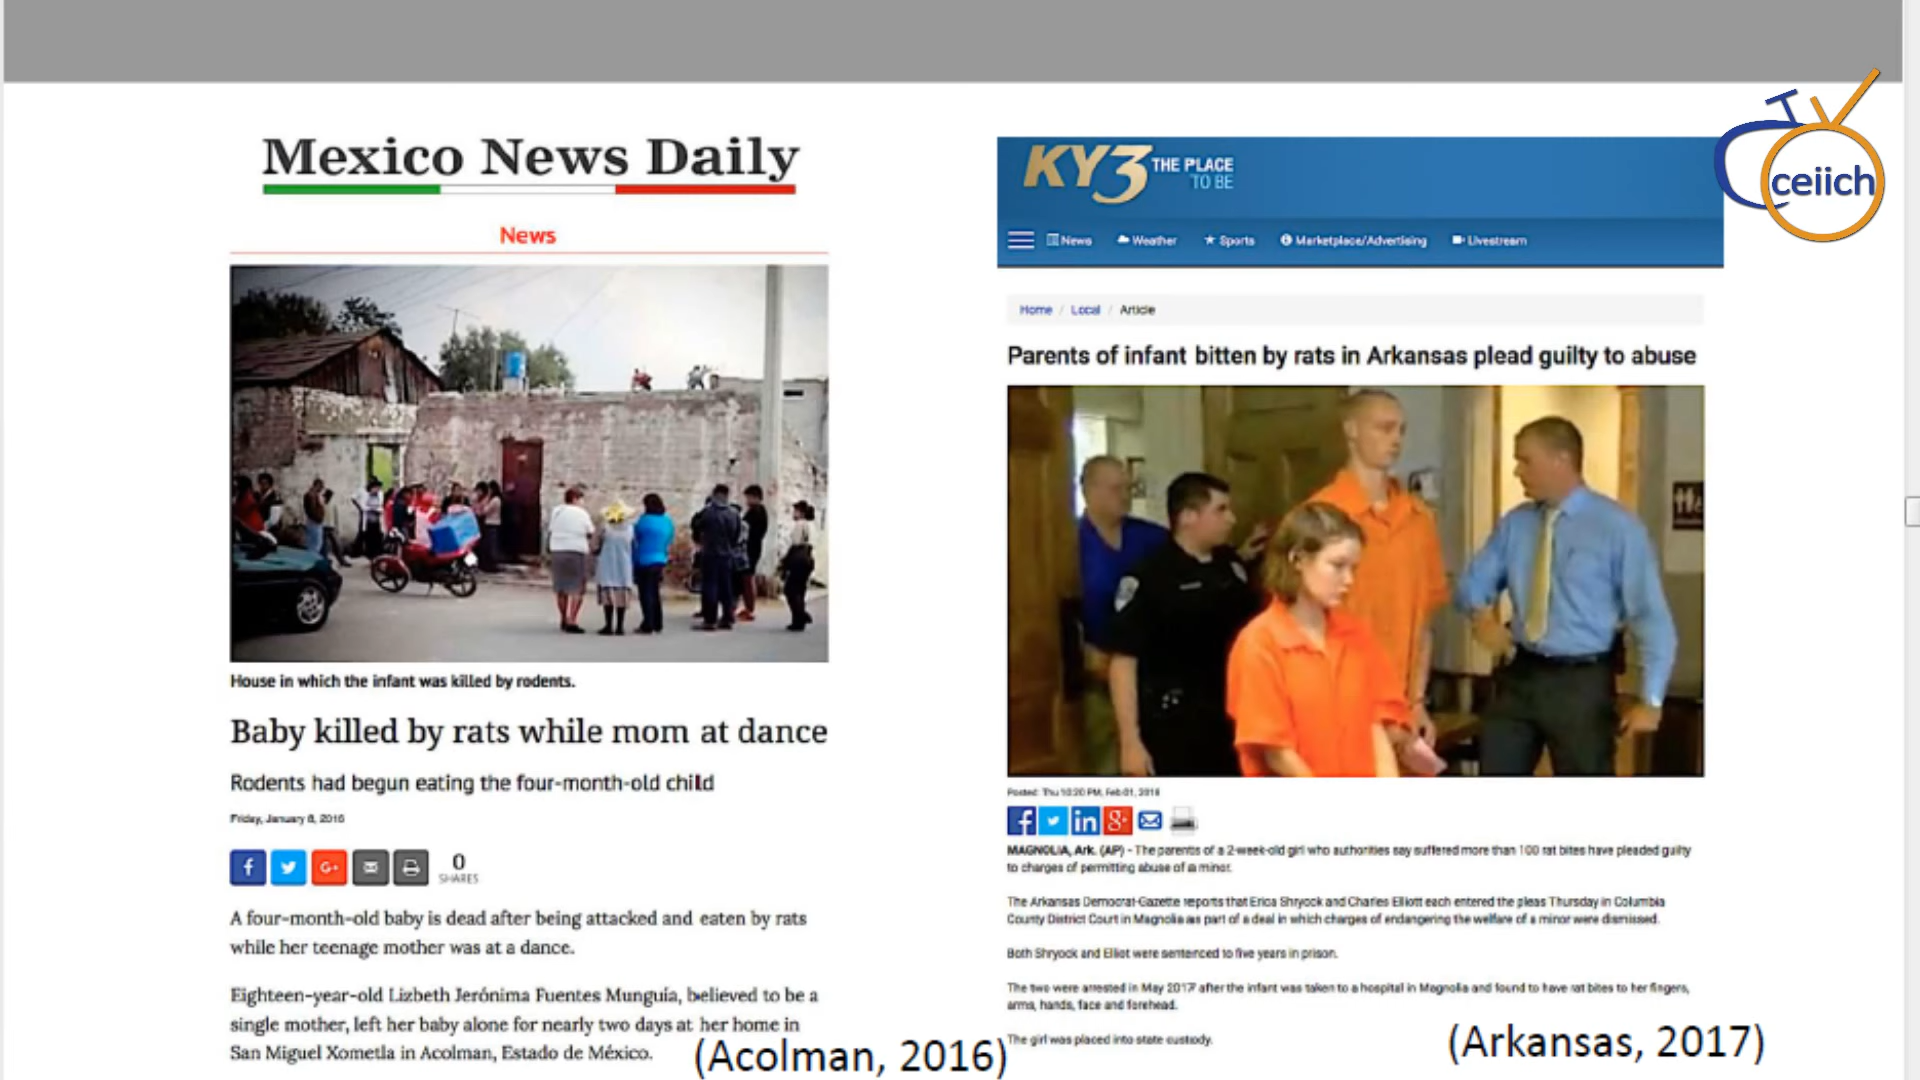 Mexico News Daily
News
House in which the infant was killed by rodents.
Baby killed by rats while mom at dance
Rodents had begun eating the four-month-old child
Friday, January 8, 2016
0
SHARES
A four-month-old baby is dead after being attacked and eaten by rats
while her teenage mother was at a dance.
Eighteen-year-old Lizbeth Jerónima Fuentes Munguía, believed to be a
single mother, left her baby alone for nearly two days at her home in
San Miguel Xometla in Acolman, Estado de México.
(Acolman, 2016)
KY3 THE PLACE
TO BE
News Weather Sports Marketplace/Advertising Livestream
Home / Local / Article
Parents of infant bitten by rats in Arkansas plead guilty to abuse
Posted: Thu 10:20 PM, Feb 01, 2018
MAGNOLIA, Ark. (AP) - The parents of a 2-week-old girl who authorities say suffered more than 100 rat bites have pleaded guilty
to charges of permitting abuse of a minor.
The Arkansas Democrat-Gazette reports that Erica Shryock and Charles Elliott each entered the pleas Thursday in Columbia
County District Court in Magnolia as part of a deal in which charges of endangering the welfare of a minor were dismissed.
Both Shryock and Elliot were sentenced to five years in prison.
The two were arrested in May 2017 after the infant was taken to a hospital in Magnolia and found to have rat bites to her fingers,
arms, hands, face and forehead.
The girl was placed into state custody.
(Arkansas, 2017)
TV
ceiich